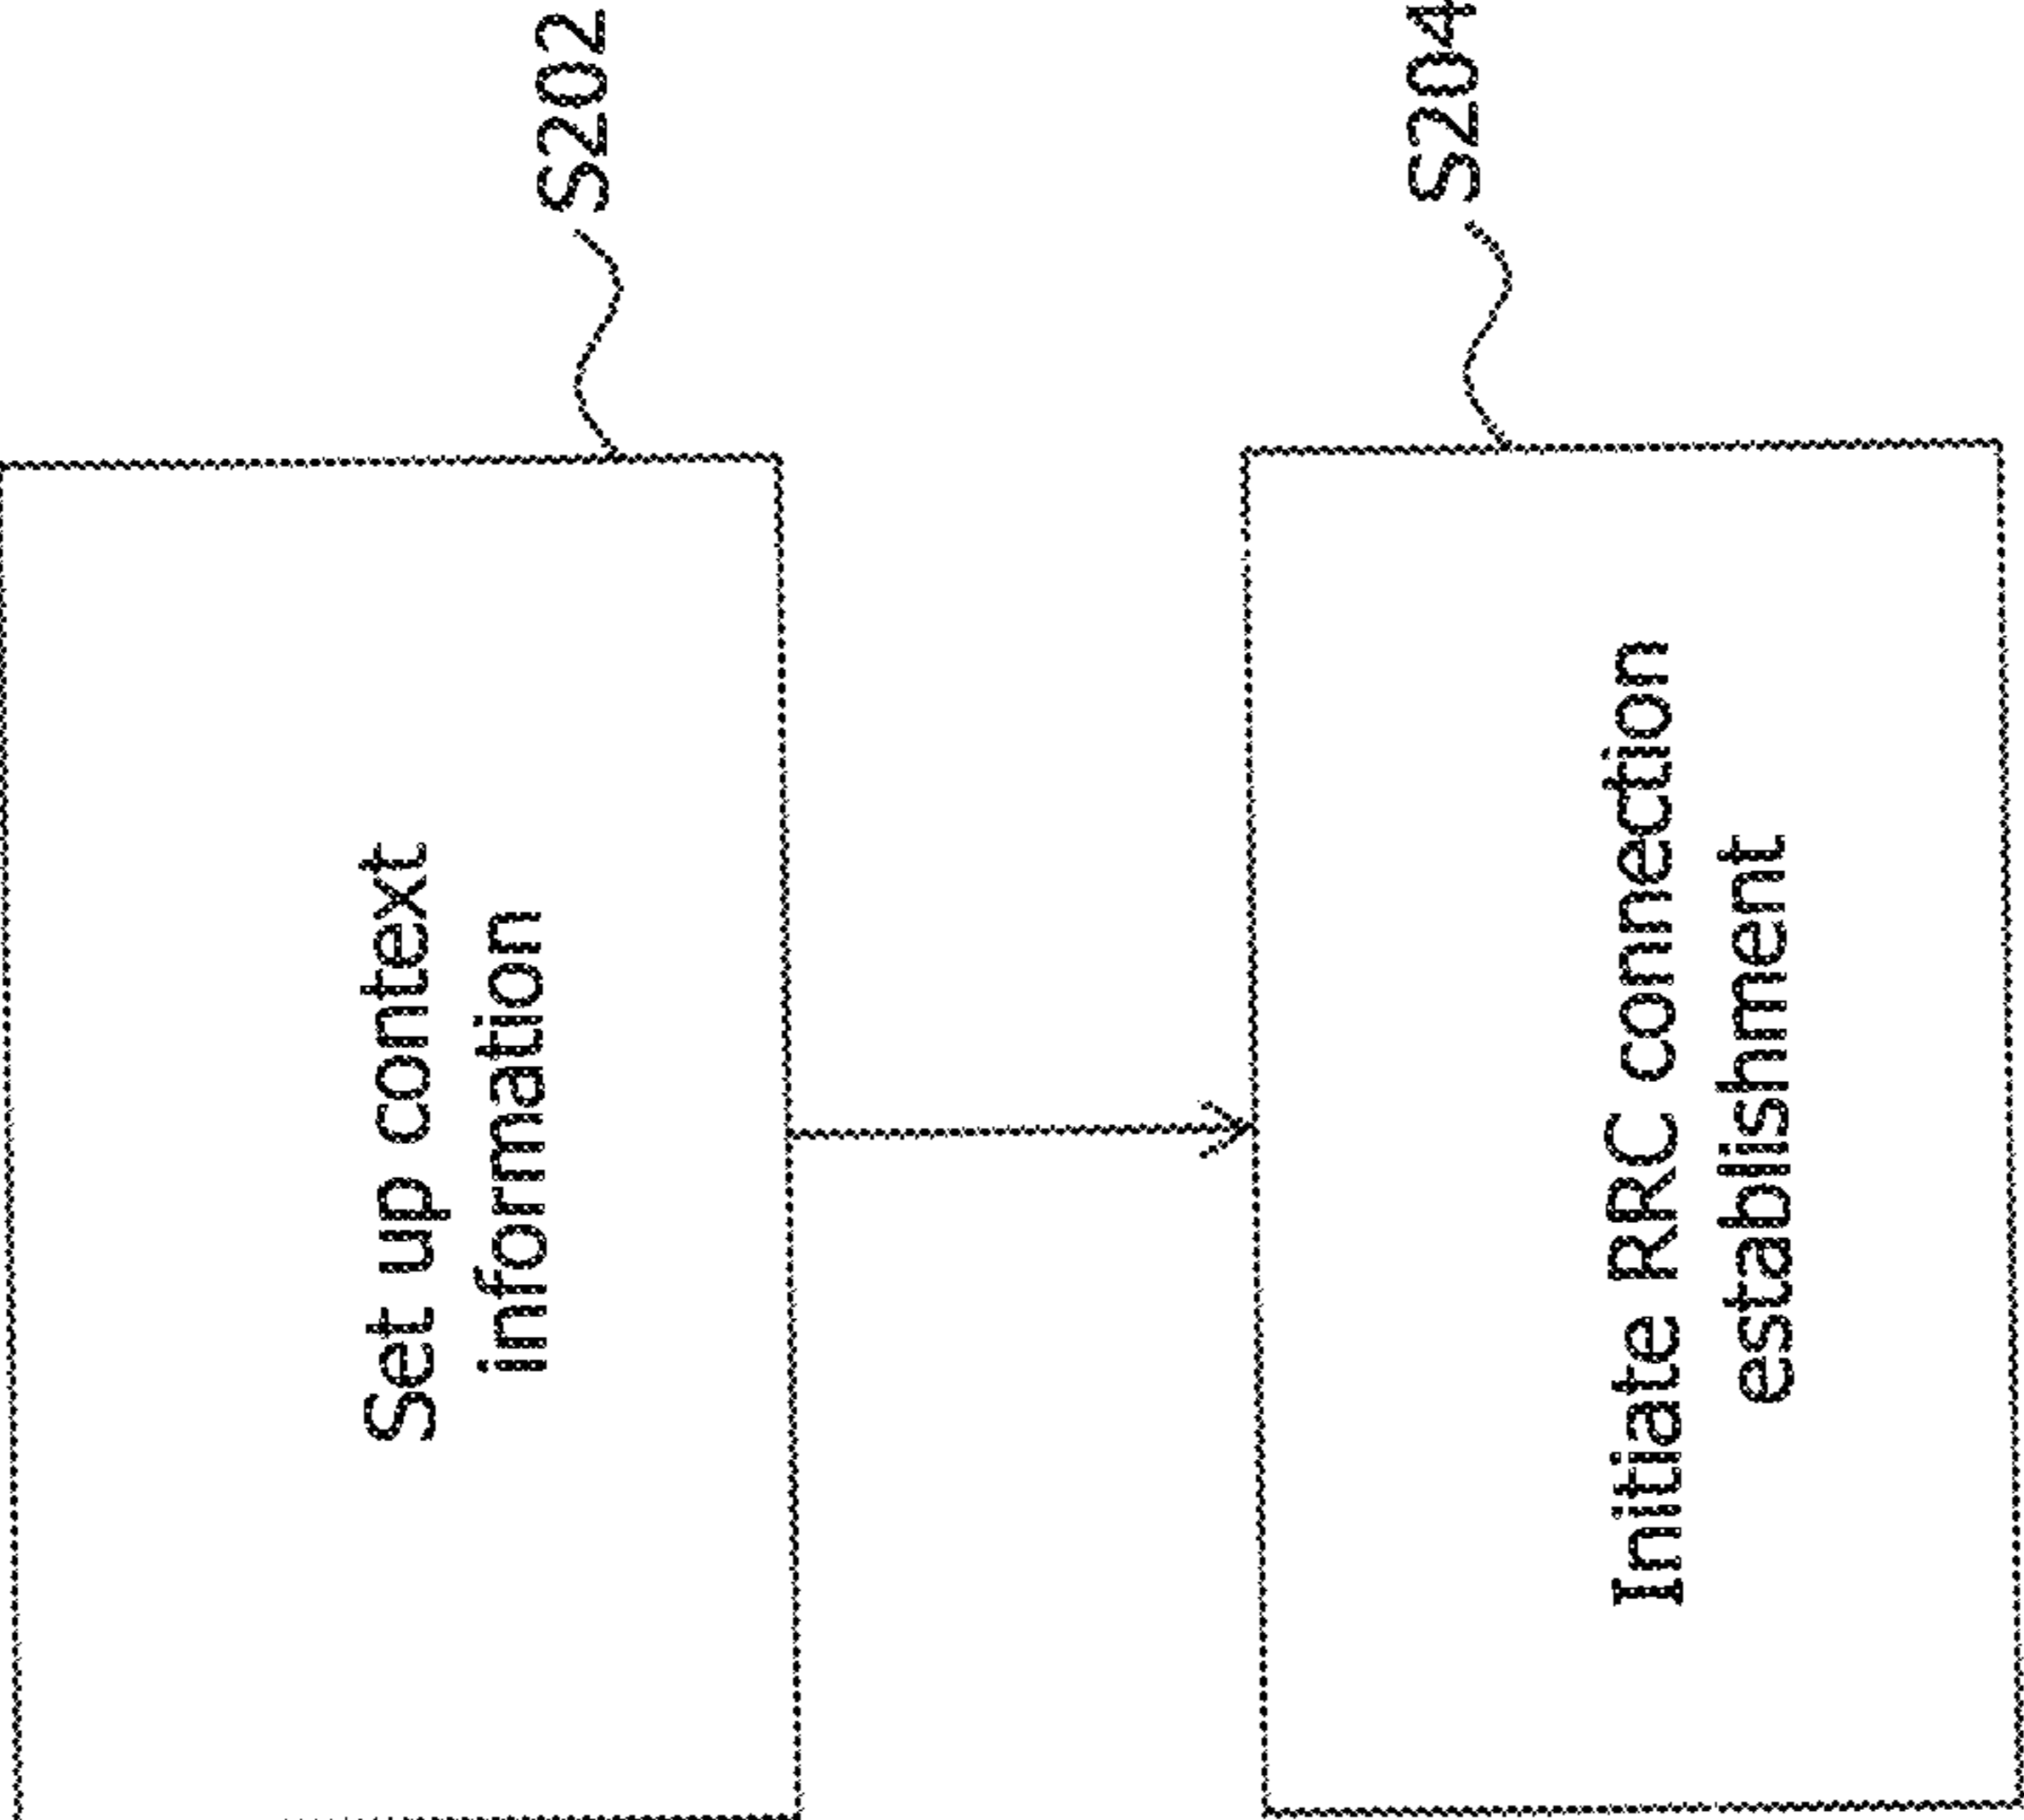 Set up context
information
S202
Initiate RRC connection
establishment
S204